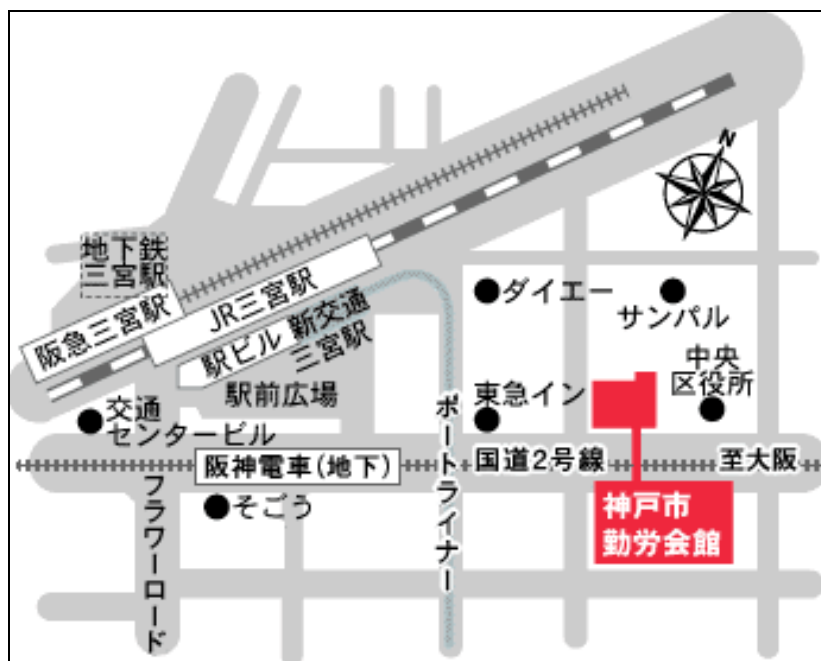 N
地下鉄
三宮駅
阪急三宮駅
JR三宮駅
駅ビル
新交通
三宮駅
駅前広場
ダイエー
サンパル
中央
区役所
東急イン
交通
センタービル
阪神電車(地下)
国道2号線
至大阪
ポートライナー
フラワーロード
そごう
神戸市
勤労会館